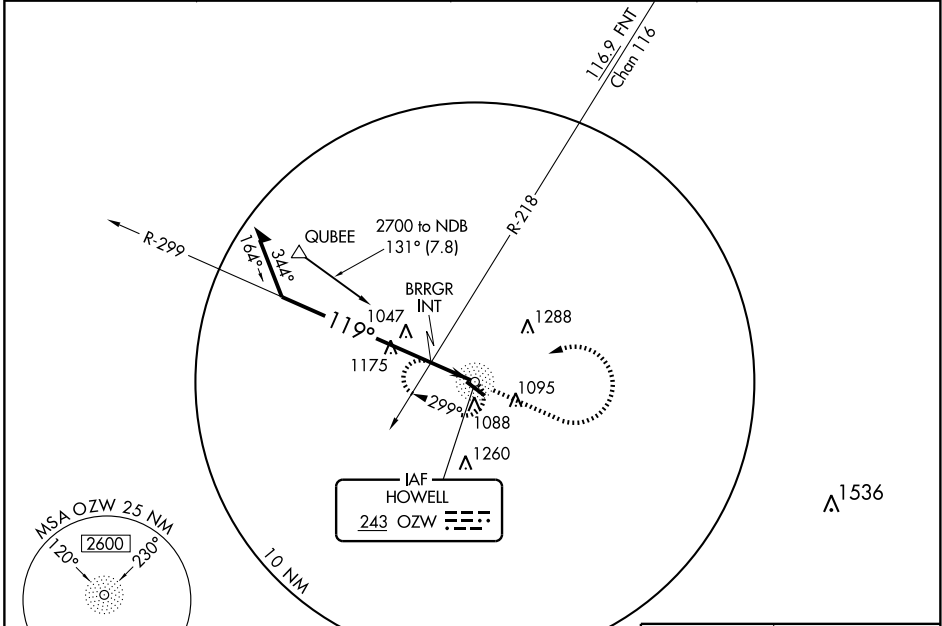 116.9 FNT
Chan 116
R-218
R-299
164°
344°
QUBEE
2700 to NDB
131° (7.8)
BRRGR
INT
119°
1047
1175
1288
1095
299°
1088
1260
IAF
HOWELL
243 OZW
1536
10 NM
MSA OZW 25 NM
2600
120°
230°